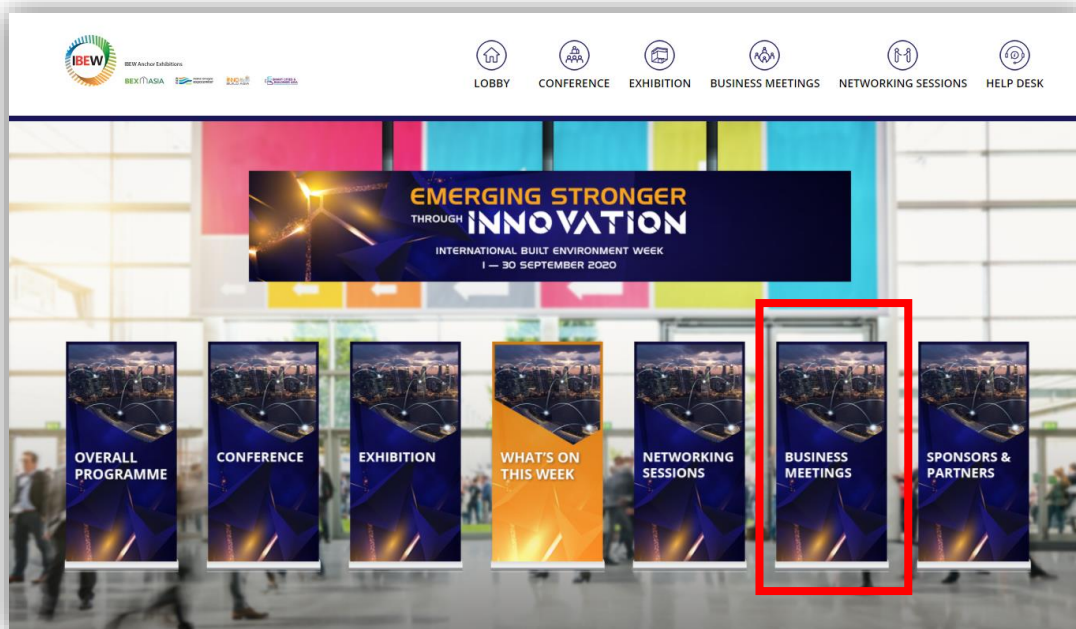 IBEW
IBEW Anchor Exhibitions
BEX ASIA
LOBBY
CONFERENCE
EXHIBITION
BUSINESS MEETINGS
NETWORKING SESSIONS
HELP DESK
EMERGING STRONGER
THROUGH INNOVATION
INTERNATIONAL BUILT ENVIRONMENT WEEK
1 — 30 SEPTEMBER 2020
OVERALL
PROGRAMME
CONFERENCE
EXHIBITION
WHAT'S ON
THIS WEEK
NETWORKING
SESSIONS
BUSINESS
MEETINGS
SPONSORS &
PARTNERS